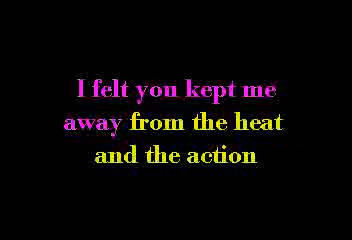 I felt you kept me
away from the heat
and the action